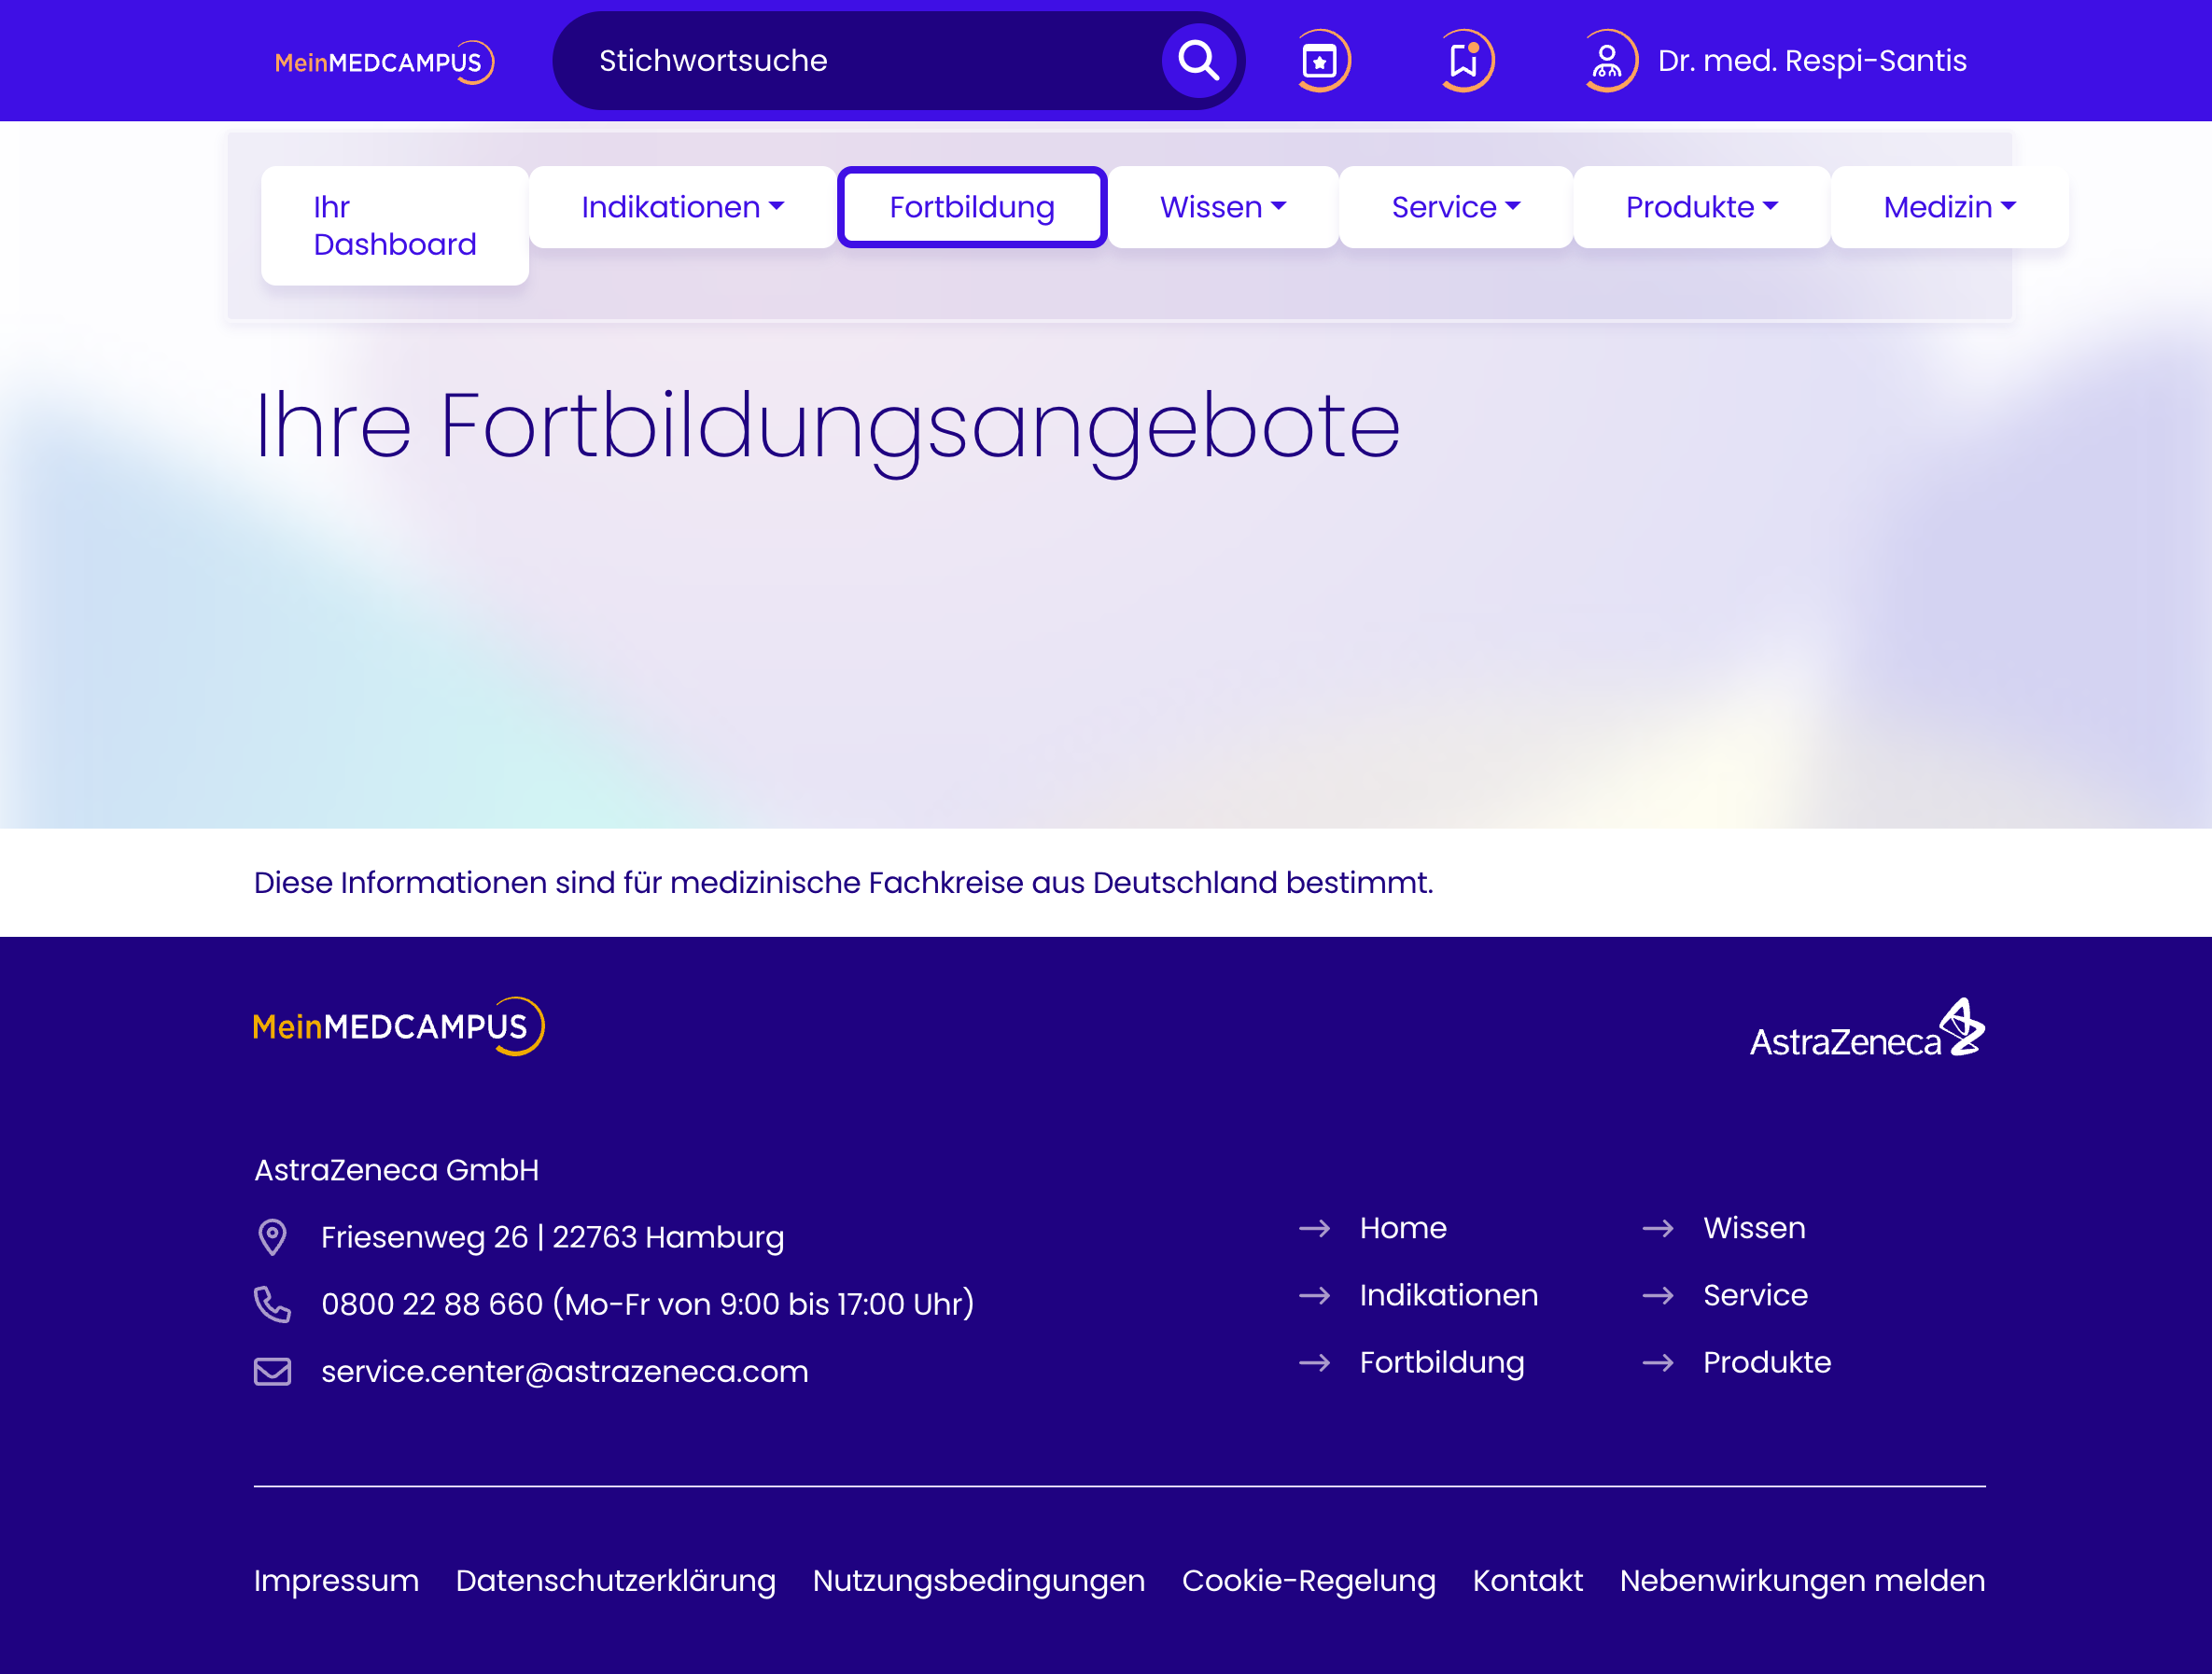 MeinMEDCAMPUS
Stichwortsuche
Dr. med. Respi-Santis
Ihr
Dashboard
Indikationen
Fortbildung
Wissen
Service
Produkte
Medizin
Ihre Fortbildungsangebote
Diese Informationen sind für medizinische Fachkreise aus Deutschland bestimmt.
MeinMEDCAMPUS
AstraZeneca
AstraZeneca GmbH
Friesenweg 26 | 22763 Hamburg
0800 22 88 660 (Mo-Fr von 9:00 bis 17:00 Uhr)
service.center@astrazeneca.com
Home
Indikationen
Fortbildung
Wissen
Service
Produkte
Impressum Datenschutzerklärung Nutzungsbedingungen Cookie-Regelung Kontakt Nebenwirkungen melden